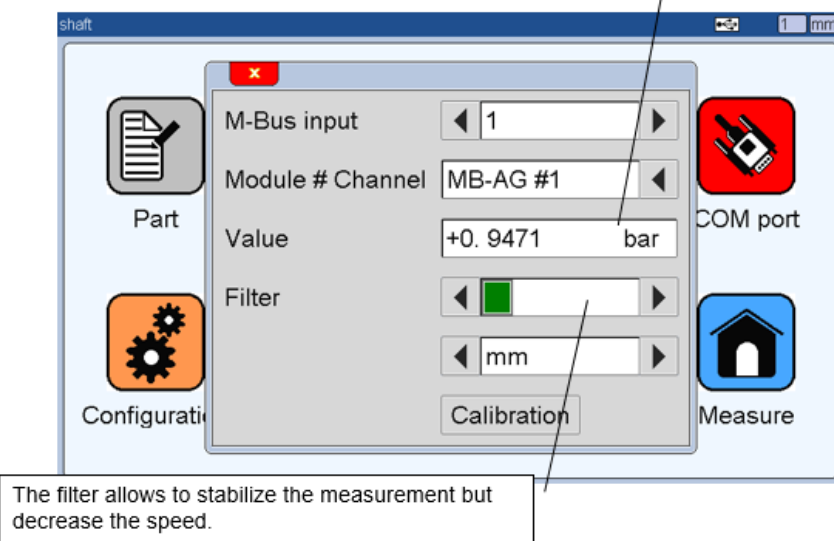 shaft
1 mm
x
M-Bus input
1
Module # Channel
MB-AG #1
Part
COM port
Value
+0. 9471 bar
Filter
mm
Calibration
Measure
The filter allows to stabilize the measurement but
decrease the speed.